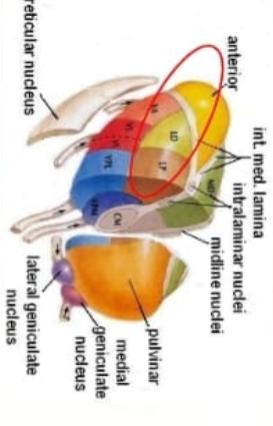 anterior
int. med. lamina
intralaminar nuclei
midline nuclei
reticular nucleus
VA
VL
VPL
VPM
LD
LP
MD
CM
pulvinar
medial
geniculate
nucleus
lateral geniculate
nucleus